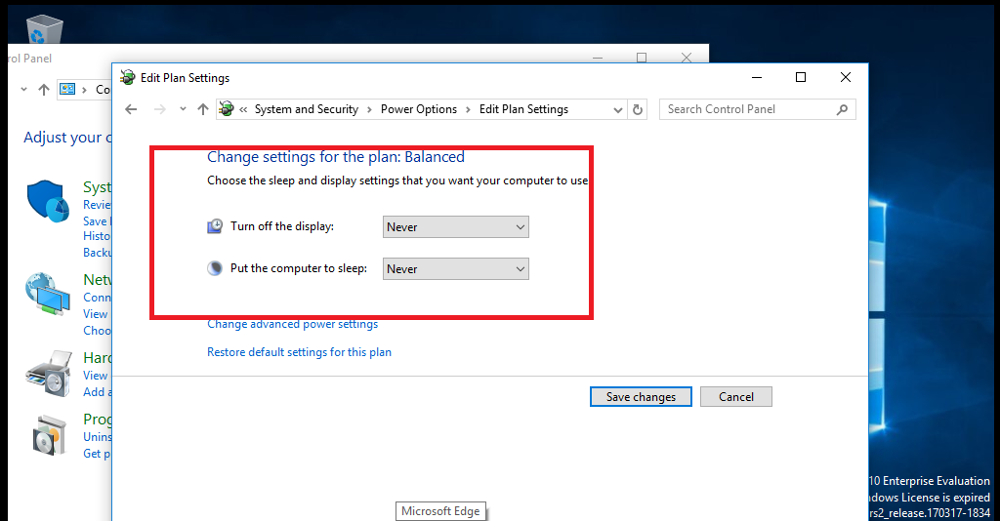 rol Panel
Edit Plan Settings
Co
« System and Security > Power Options > Edit Plan Settings
Search Control Panel
Adjust your c
Change settings for the plan: Balanced
Choose the sleep and display settings that you want your computer to use
Syst
Revie
Save
Histo
Backu
Turn off the display:
Never
Put the computer to sleep:
Never
Netv
Conn
View
Choo
Change advanced power settings
Restore default settings for this plan
Hard
View
Add a
Save changes
Cancel
Prog
Unins
Get p
10 Enterprise Evaluation
ndows License is expired
rs2_release.170317-1834
Microsoft Edge